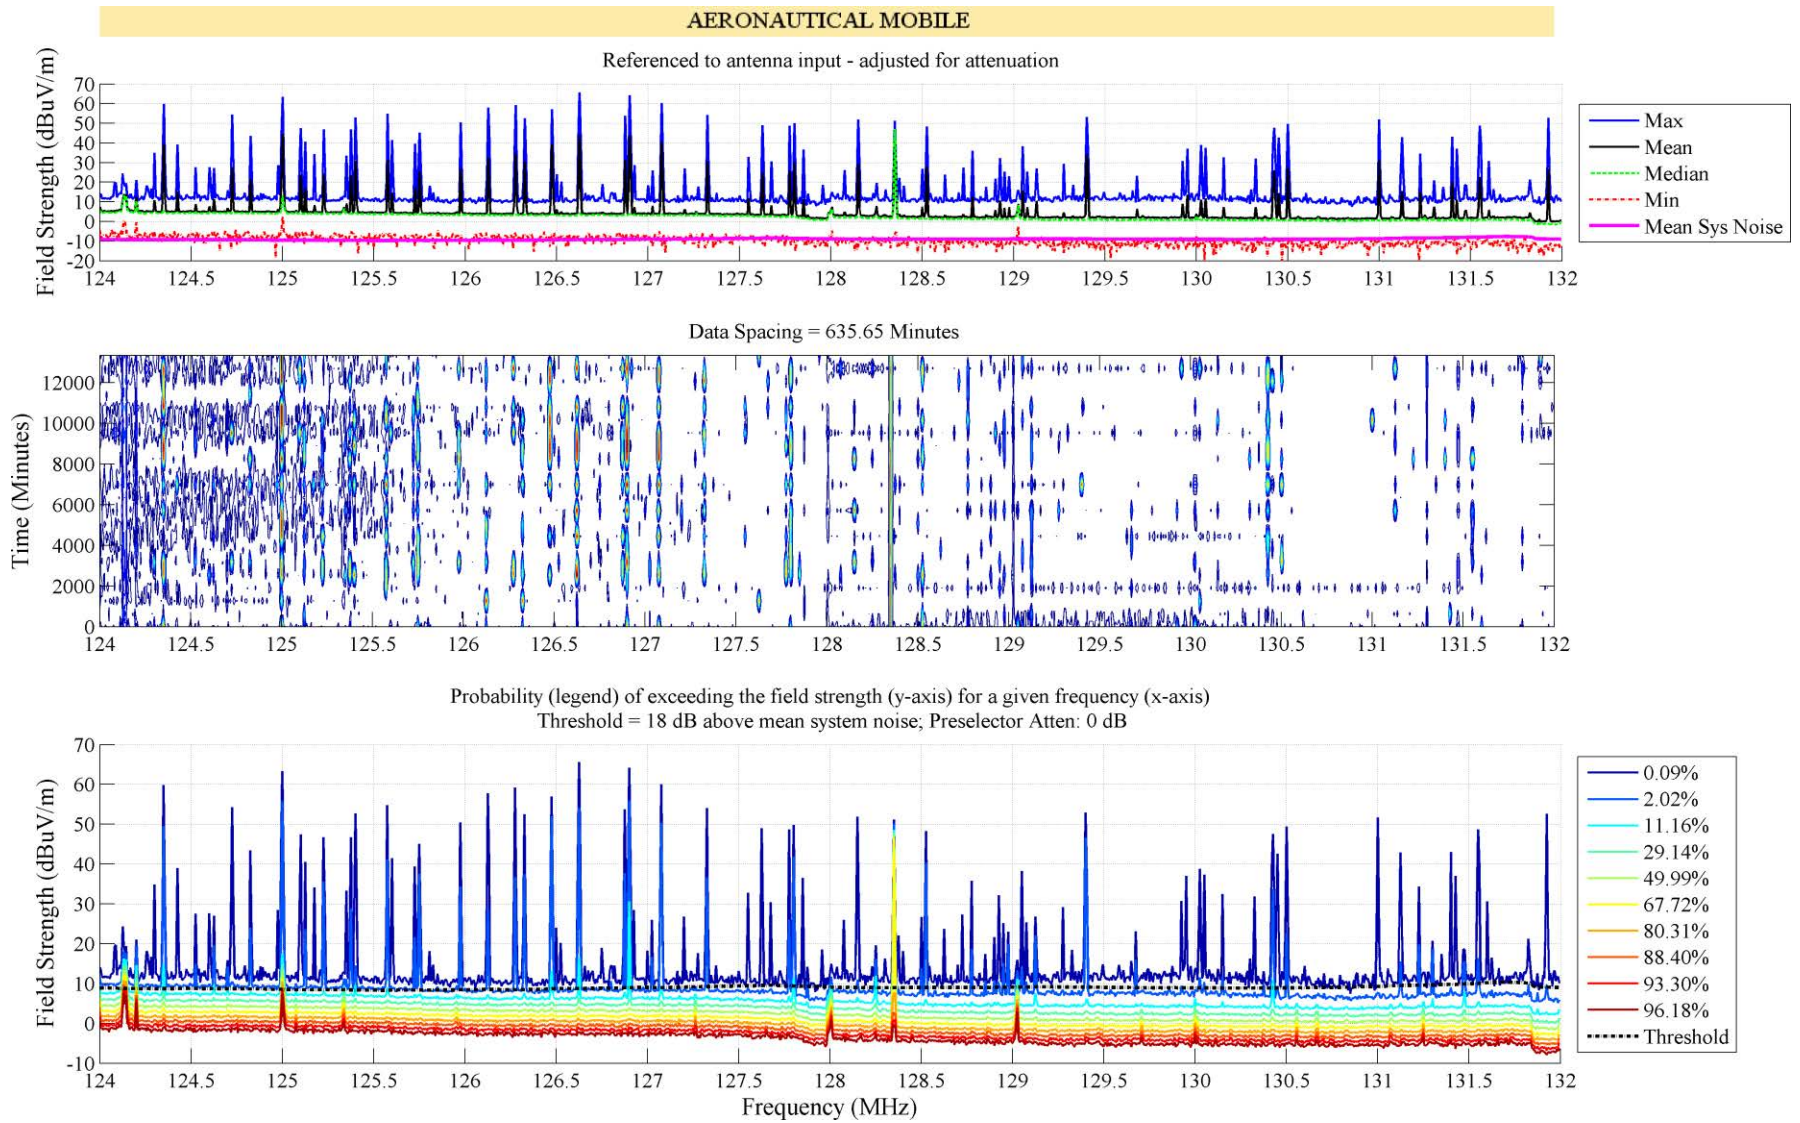 AERONAUTICAL MOBILE
Referenced to antenna input - adjusted for attenuation
Field Strength (dBuV/m)
70
60
50
40
30
20
10
0
-10
-20
124 124.5 125 125.5 126 126.5 127 127.5 128 128.5 129 129.5 130 130.5 131 131.5 132
Max
Mean
Median
Min
Mean Sys Noise
Data Spacing = 635.65 Minutes
Time (Minutes)
12000
10000
8000
6000
4000
2000
0
124 124.5 125 125.5 126 126.5 127 127.5 128 128.5 129 129.5 130 130.5 131 131.5 132
Probability (legend) of exceeding the field strength (y-axis) for a given frequency (x-axis)
Threshold = 18 dB above mean system noise; Preselector Atten: 0 dB
Field Strength (dBuV/m)
70
60
50
40
30
20
10
0
-10
124 124.5 125 125.5 126 126.5 127 127.5 128 128.5 129 129.5 130 130.5 131 131.5 132
Frequency (MHz)
0.09%
2.02%
11.16%
29.14%
49.99%
67.72%
80.31%
88.40%
93.30%
96.18%
Threshold